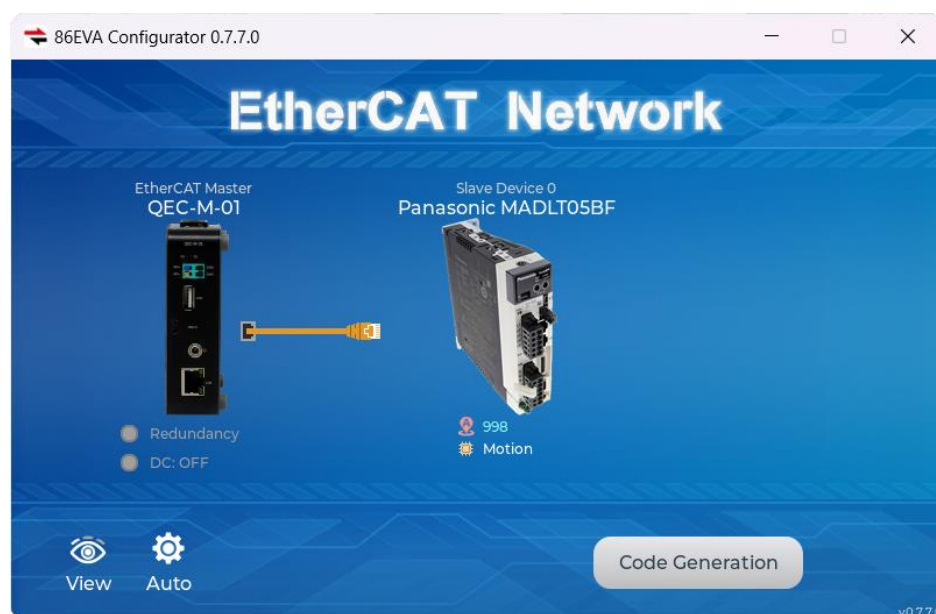 86EVA Configurator 0.7.7.0
EtherCAT Network
EtherCAT Master
QEC-M-01
Slave Device 0
Panasonic MADLT05BF
Redundancy
DC: OFF
998
Motion
View
Auto
Code Generation